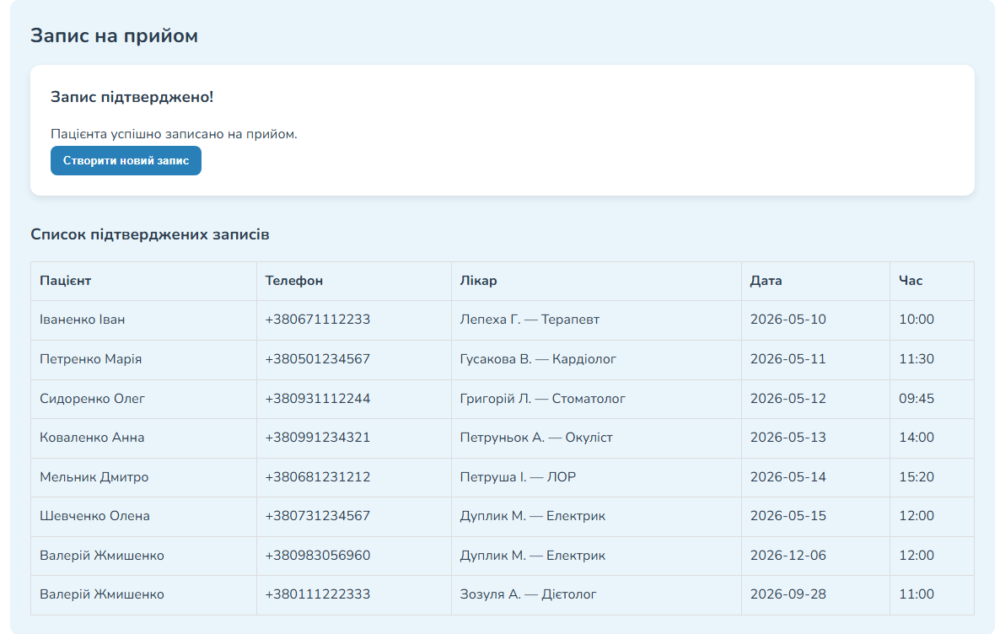 Запис на прийом
Запис підтверджено!
Пацієнта успішно записано на прийом.
Створити новий запис
Список підтверджених записів
Пацієнт Телефон Лікар Дата Час
Іваненко Іван +380671112233 Лепеха Г. — Терапевт 2026-05-10 10:00
Петренко Марія +380501234567 Гусакова В. — Кардіолог 2026-05-11 11:30
Сидоренко Олег +380931112244 Григорій Л. — Стоматолог 2026-05-12 09:45
Коваленко Анна +380991234321 Петруньок А. — Окуліст 2026-05-13 14:00
Мельник Дмитро +380681231212 Петруша І. — ЛОР 2026-05-14 15:20
Шевченко Олена +380731234567 Дуплик М. — Електрик 2026-05-15 12:00
Валерій Жмишенко +380983056960 Дуплик М. — Електрик 2026-12-06 12:00
Валерій Жмишенко +380111222333 Зозуля А. — Дієтолог 2026-09-28 11:00